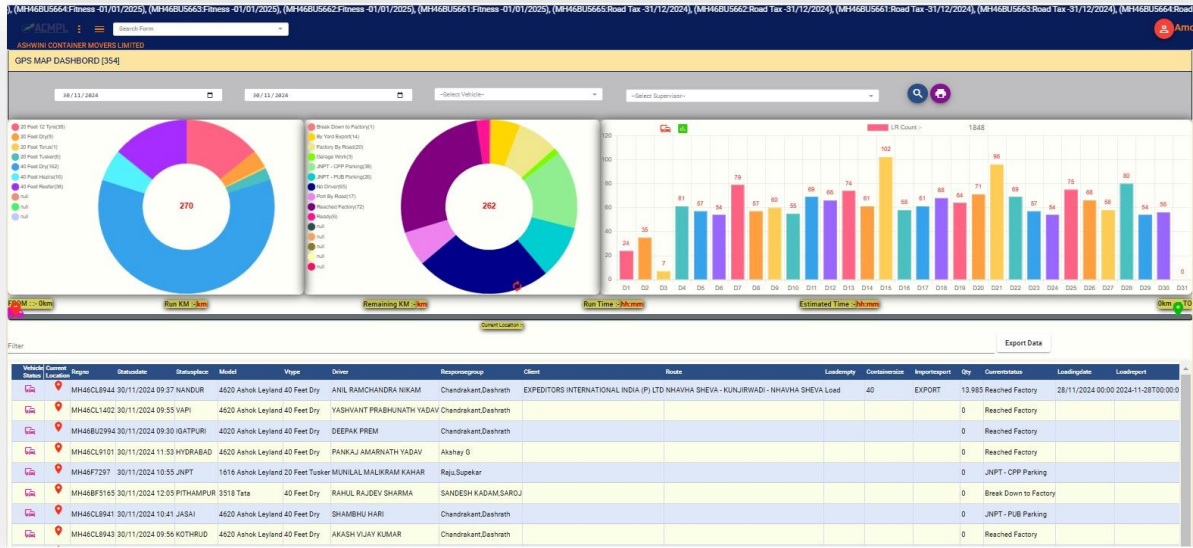 ), (MH46BU5664:Fitness -01/01/2025), (MH46BU5663:Fitness -01/01/2025), (MH46BU5662:Fitness -01/01/2025), (MH46BU5661:Fitness -01/01/2025), (MH46BU5665:Road Tax -31/12/2024), (MH46BU5662:Road Tax -31/12/2024), (MH46BU5661:Road Tax -31/12/2024), (MH46BU5663:Road Tax -31/12/2024), (MH46BU5664:Road
ACMPL Search Form Amo
ASHWINI CONTAINER MOVERS LIMITED
GPS MAP DASHBORD [354]
30/11/2024 30/11/2024 --Select Vehicle-- --Select Supervisor--
20 Feet 12 Tyre(38)
20 Feet Dry(9)
20 Feet Torus(1)
20 Feet Tusker(6)
40 Feet Dry(162)
40 Feet Hazira(16)
40 Feet Reefer(38)
null
null
null
270
Break Down to Factory(1)
By Yard Export(14)
Factory By Road(20)
Garage Work(3)
JNPT - CPP Parking(38)
JNPT - PUB Parking(26)
No Driver(65)
Port By Road(17)
Reached Factory(72)
Ready(6)
null
null
null
null
null
262
LR Count :- 1848
120
100
80
60
40
20
0
24 35 7 61 57 54 79 57 60 55 69 66 74 61 102 58 61 68 64 71 96 69 57 54 75 66 58 80 54 56 0
D1 D2 D3 D4 D5 D6 D7 D8 D9 D10 D11 D12 D13 D14 D15 D16 D17 D18 D19 D20 D21 D22 D23 D24 D25 D26 D27 D28 D29 D30 D31
FROM ::- 0km Run KM :-km Remaining KM :-km Run Time :-hh:mm Estimated Time :-hh:mm 0km TO
Current Location :-
Filter Export Data
Vehicle Status Current Location Regno Statusdate Statusplace Model Vtype Driver Responsegroup Client Route Loadempty Containersize Importexport Qty Currentstatus Loadingdate Loadreport
MH46CL8944 30/11/2024 09:37 NANDUR 4620 Ashok Leyland 40 Feet Dry ANIL RAMCHANDRA NIKAM Chandrakant,Dashrath EXPEDITORS INTERNATIONAL INDIA (P) LTD NHAVHA SHEVA - KUNJIRWADI - NHAVHA SHEVA Load 40 EXPORT 13.985 Reached Factory 28/11/2024 00:00 2024-11-28T00:00:0
MH46CL1402 30/11/2024 09:55 VAPI 4620 Ashok Leyland 40 Feet Dry YASHVANT PRABHUNATH YADAV Chandrakant,Dashrath 0 Reached Factory
MH46BU2994 30/11/2024 09:30 IGATPURI 4020 Ashok Leyland 40 Feet Dry DEEPAK PREM Chandrakant,Dashrath 0 Reached Factory
MH46CL9101 30/11/2024 11:53 HYDRABAD 4620 Ashok Leyland 40 Feet Dry PANKAJ AMARNATH YADAV Akshay G 0 Reached Factory
MH46F7297 30/11/2024 10:55 JNPT 1616 Ashok Leyland 20 Feet Tusker MUNILAL MALIKRAM KAHAR Raju,Supekar 0 JNPT - CPP Parking
MH46BF5165 30/11/2024 12:05 PITHAMPUR 3518 Tata 40 Feet Dry RAHUL RAJDEV SHARMA SANDESH KADAM,SAROJ 0 Break Down to Factory
MH46CL8941 30/11/2024 10:41 JASAI 4620 Ashok Leyland 40 Feet Dry SHAMBHU HARI Chandrakant,Dashrath 0 JNPT - PUB Parking
MH46CL8943 30/11/2024 09:56 KOTHRUD 4620 Ashok Leyland 40 Feet Dry AKASH VIJAY KUMAR Chandrakant,Dashrath 0 Reached Factory